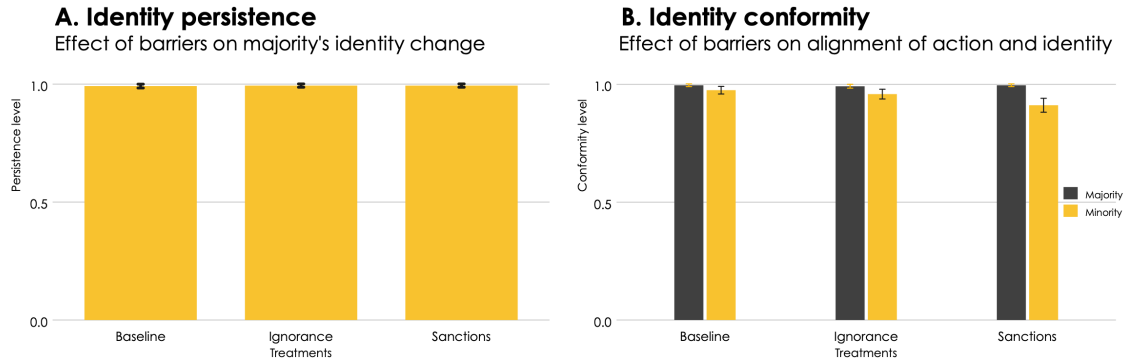 A. Identity persistence
Effect of barriers on majority's identity change
Persistence level
1.0
0.5
0.0
Baseline
Ignorance
Sanctions
Treatments
B. Identity conformity
Effect of barriers on alignment of action and identity
Conformity level
1.0
0.5
0.0
Baseline
Ignorance
Sanctions
Treatments
Majority
Minority